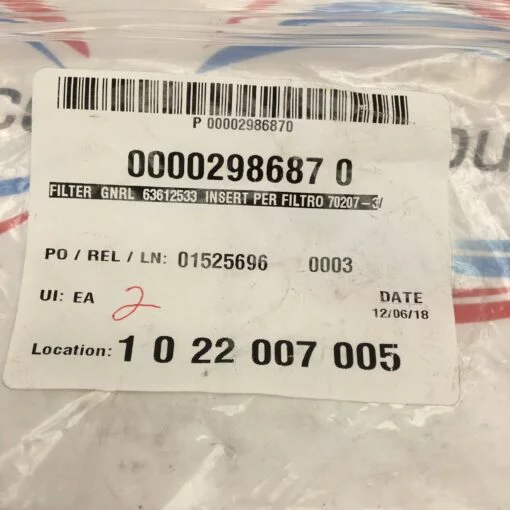 P 00002986870
0000298687 0
FILTER GNRL 63612533 INSERT PER FILTRO 70207-3/
PO / REL / LN: 01525696 0003
UI: EA 2
DATE
12/06/18
Location: 1 0 22 007 005